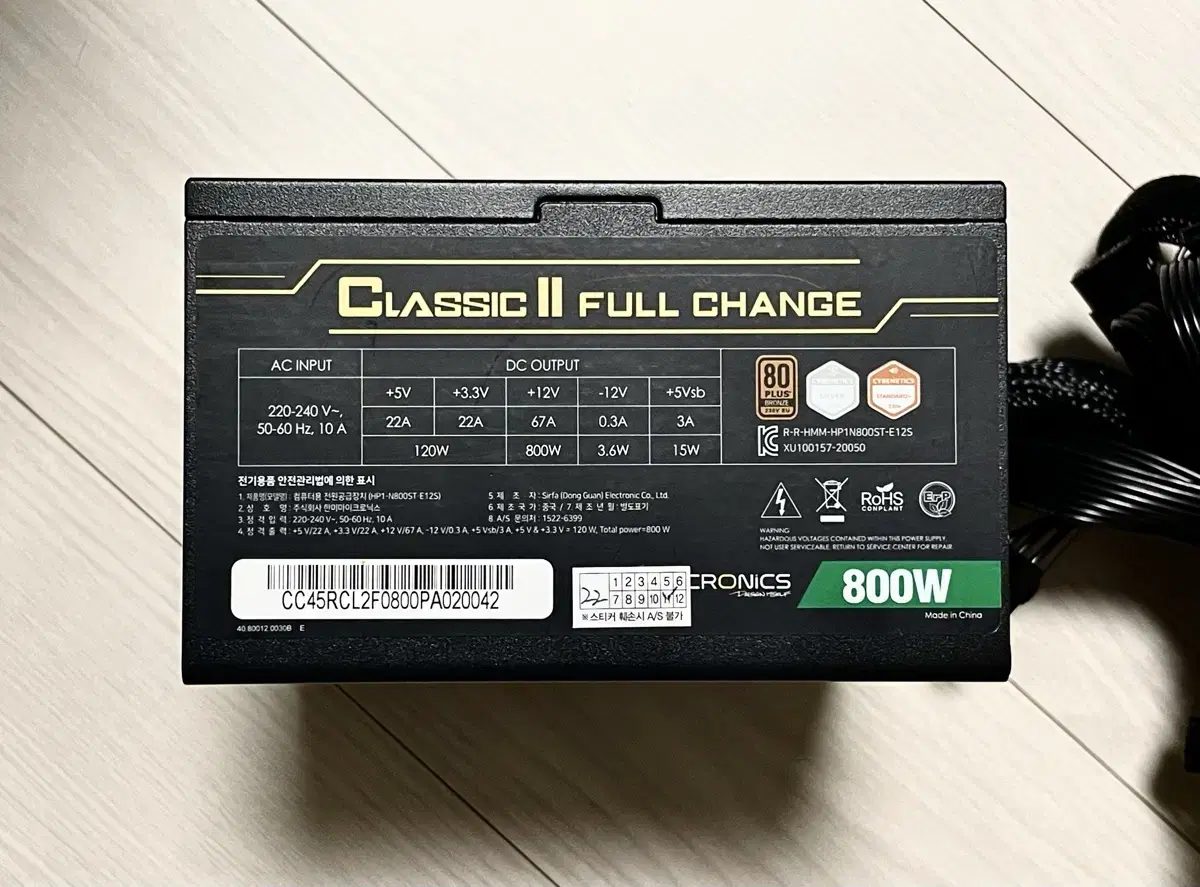 CLASSIC II FULL CHANGE
AC INPUT
DC OUTPUT
220-240 V~,
50-60 Hz, 10 A
+5V +3.3V +12V -12V +5Vsb
22A 22A 67A 0.3A 3A
120W 800W 3.6W 15W
80
PLUS
BRONZE
230V EU
SILVER
CYBENETICS
STANDARD++
R-R-HMM-HP1N800ST-E12S
XU100157-20050
전기용품 안전관리법에 의한 표시
1. 제품명(모델명) : 컴퓨터용 전원공급장치 (HP1-N800ST-E12S)
2. 상 호 명 : 주식회사 한미마이크로닉스
3. 정 격 입 력 : 220-240 V~, 50-60 Hz, 10 A
4. 정 격 출 력 : +5 V/22 A, +3.3 V/22 A, +12 V/67 A, -12 V/0.3 A, +5 Vsb/3 A, +5 V & +3.3 V = 120 W, Total power=800 W
5. 제 조 자 : Sirfa (Dong Guan) Electronic Co., Ltd.
6. 제 조 국 가 : 중국 / 7. 제 조 년 월 : 별도표기
8. A/S 문의처 : 1522-6399
RoHS
COMPLIANT
ErP
WARNING
HAZARDOUS VOLTAGES CONTAINED WITHIN THIS POWER SUPPLY.
NOT USER SERVICEABLE. RETURN TO SERVICE CENTER FOR REPAIR.
CC45RCL2F0800PA020042
40.80012.0030B E
22 1 2 3 4 5 6
7 8 9 10 11 12
※스티커 훼손시 A/S 불가
CRONiCS
800W
Made in China